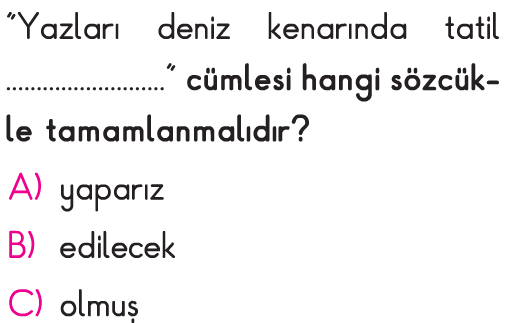 "Yazları deniz kenarında tatil
..........................." cümlesi hangi sözcük-
le tamamlanmalıdır?
A) yaparız
B) edilecek
C) olmuş